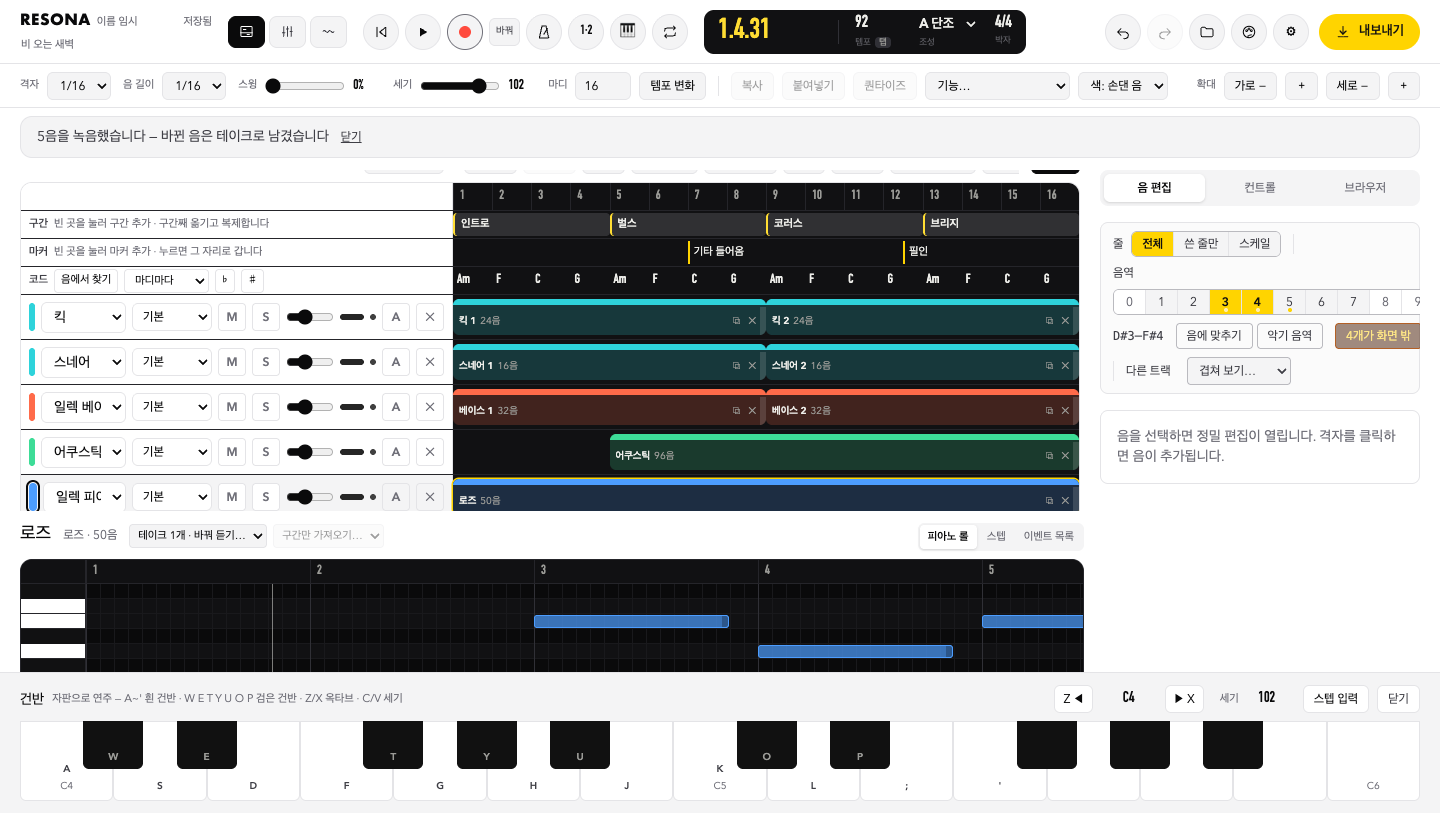 RESONA 이름 임시 저장됨
비 오는 새벽
바꿔
1·2
1.4.31
92
템포 탭
A 단조
조성
4/4
박자
내보내기
격자 1/16 음 길이 1/16 스윙 0% 세기 102 마디 16 템포 변화 복사 붙여넣기 퀀타이즈 기능... 색: 손댄 음 확대 가로 – + 세로 – +
5음을 녹음했습니다 – 바뀐 음은 테이크로 남겼습니다 닫기
1 2 3 4 5 6 7 8 9 10 11 12 13 14 15 16
구간 빈 곳을 눌러 구간 추가 · 구간째 옮기고 복제합니다
인트로 벌스 코러스 브리지
마커 빈 곳을 눌러 마커 추가 · 누르면 그 자리로 갑니다
기타 들어옴 필인
코드 음에서 찾기 마디마다 ♭ #
Am F C G Am F C G Am F C G Am F C G
킥 기본 M S A ×
킥 1 24음 킥 2 24음
스네어 기본 M S A ×
스네어 1 16음 스네어 2 16음
일렉 베이 기본 M S A ×
베이스 1 32음 베이스 2 32음
어쿠스틱 기본 M S A ×
어쿠스틱 96음
일렉 피 기본 M S A ×
로즈 50음
음 편집 컨트롤 브라우저
줄 전체 쓴 줄만 스케일
음역
0 1 2 3 4 5 6 7 8 9
D#3–F#4 음에 맞추기 악기 음역 4개가 화면 밖
다른 트랙 겹쳐 보기...
음을 선택하면 정밀 편집이 열립니다. 격자를 클릭하
면 음이 추가됩니다.
로즈 로즈 · 50음 테이크 1개 · 바꿔 듣기... 구간만 가져오기... 피아노 롤 스텝 이벤트 목록
1 2 3 4 5
건반 자판으로 연주 – A~' 흰 건반 · W E T Y U O P 검은 건반 · Z/X 옥타브 · C/V 세기 Z ◀ C4 ▶ X 세기 102 스텝 입력 닫기
W E T Y U O P
A K
C4 S D F G H J C5 L ; ' C6